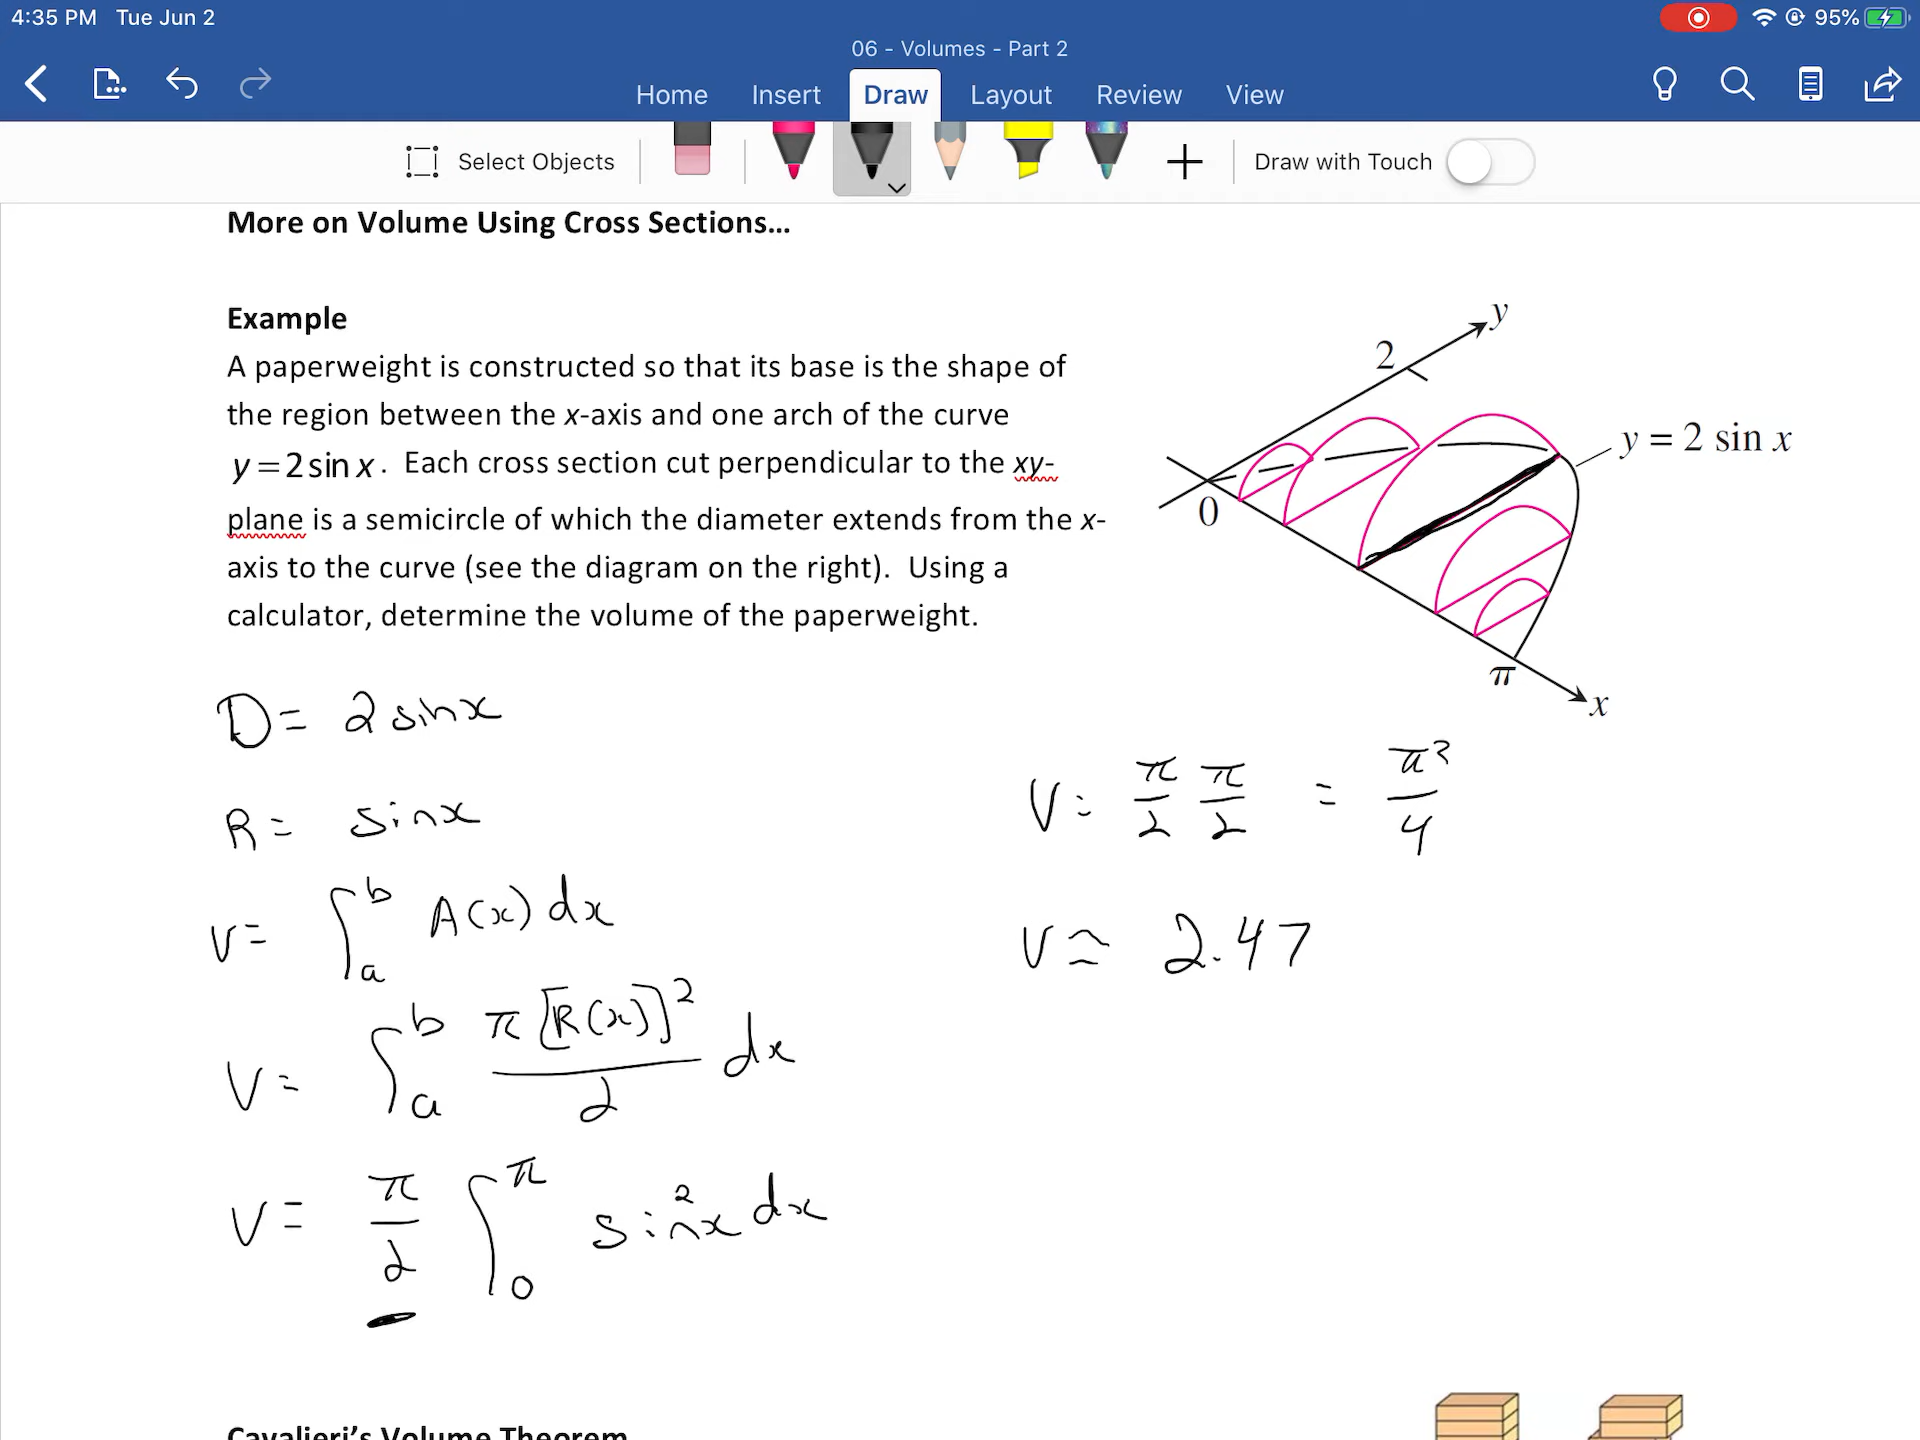 4:35 PM Tue Jun 2
95%
06 - Volumes - Part 2
Home Insert Draw Layout Review View
Select Objects
Draw with Touch
More on Volume Using Cross Sections...
Example
A paperweight is constructed so that its base is the shape of
the region between the x-axis and one arch of the curve
y = 2 sin x. Each cross section cut perpendicular to the xy-
plane is a semicircle of which the diameter extends from the x-
axis to the curve (see the diagram on the right). Using a
calculator, determine the volume of the paperweight.
y
2
y = 2 sin x
0
π
x
D = 2 sin x
R = sin x
V = ∫_a^b A(x) dx
V = ∫_a^b π[R(x)]²/2 dx
V = π/2 ∫_0^π sin²x dx
V = π/2 π/2 = π²/4
V ≃ 2.47
Cavalieri's Volume Theorem